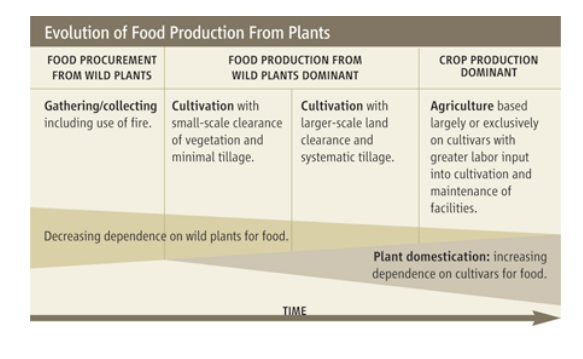 Evolution of Food Production From Plants
FOOD PROCUREMENT
FROM WILD PLANTS
FOOD PRODUCTION FROM
WILD PLANTS DOMINANT
CROP PRODUCTION
DOMINANT
Gathering/collecting
including use of fire.
Cultivation with
small-scale clearance
of vegetation and
minimal tillage.
Cultivation with
larger-scale land
clearance and
systematic tillage.
Agriculture based
largely or exclusively
on cultivars with
greater labor input
into cultivation and
maintenance of
facilities.
Decreasing dependence on wild plants for food.
Plant domestication: increasing
dependence on cultivars for food.
TIME